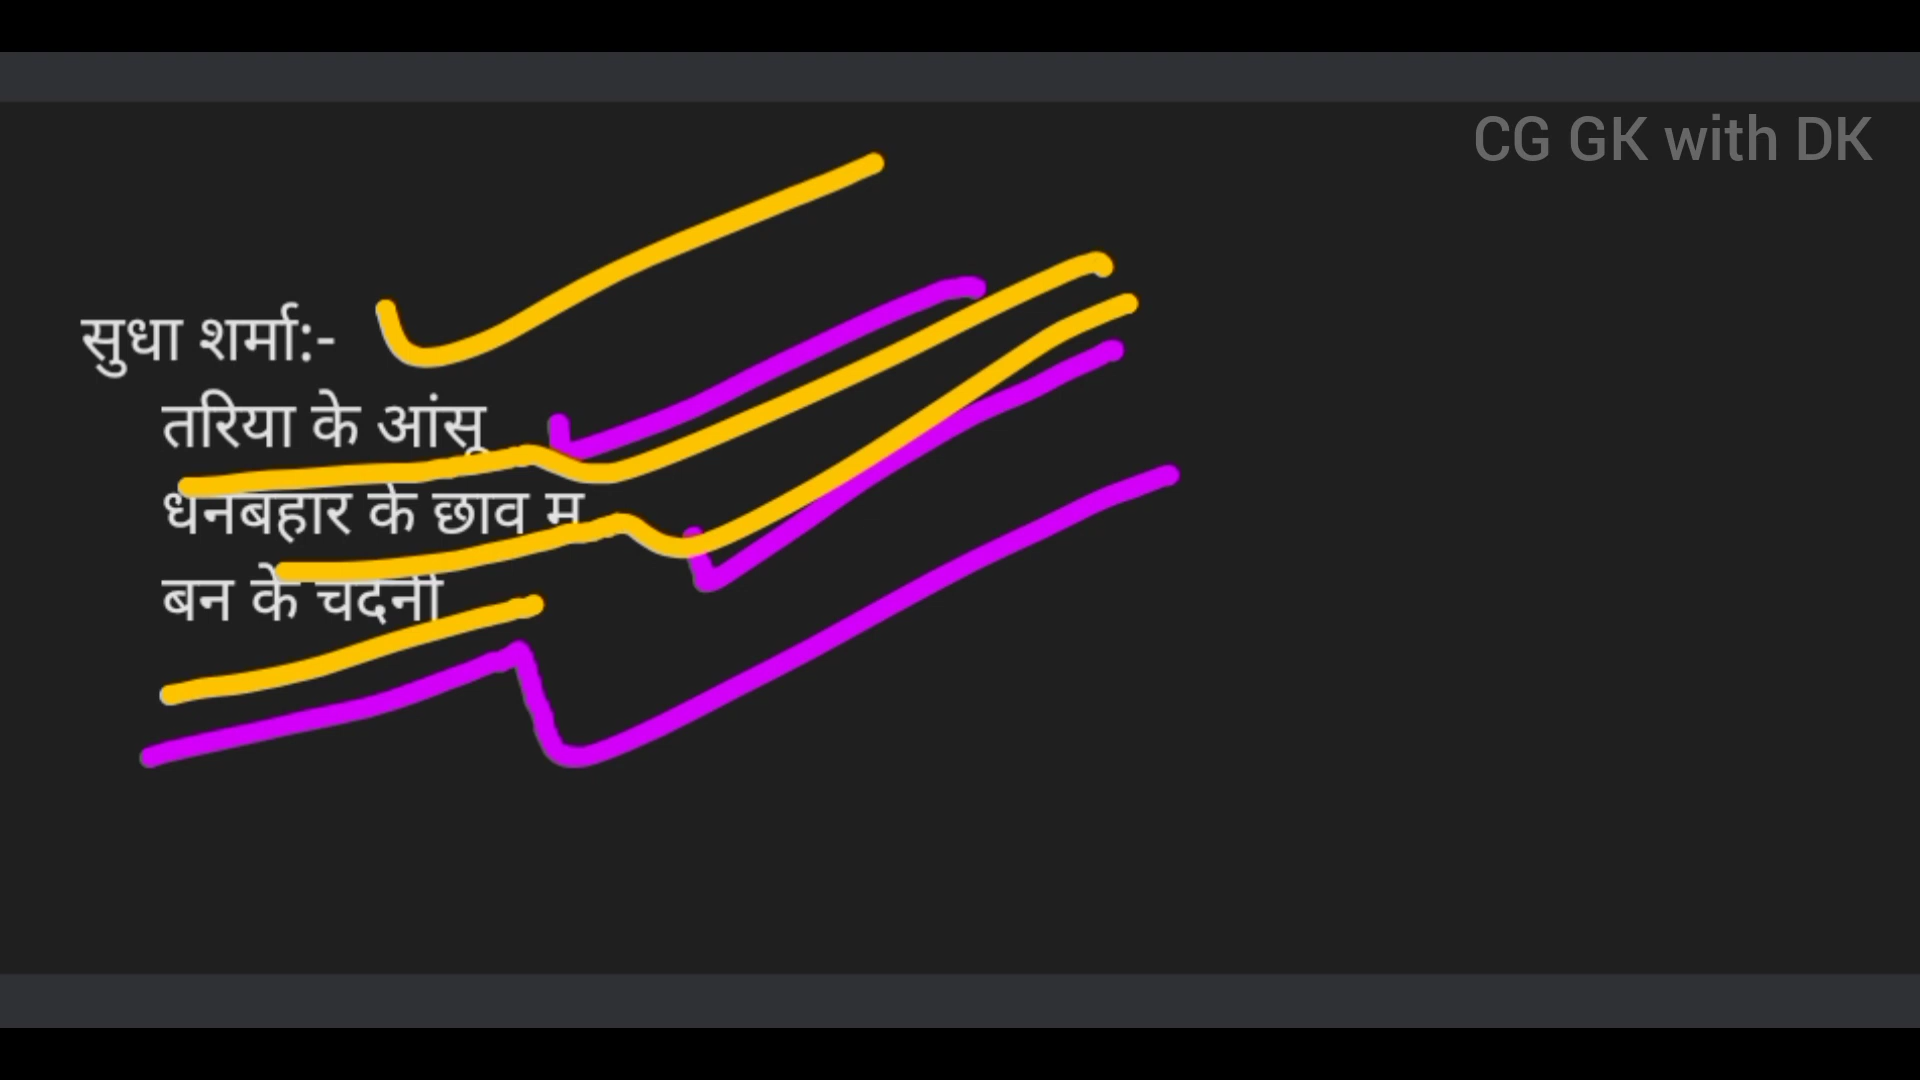 CG GK with DK
सुधा शर्मा:-
तरिया के आंसू
धनबहार के छाव म
बन के चदनी